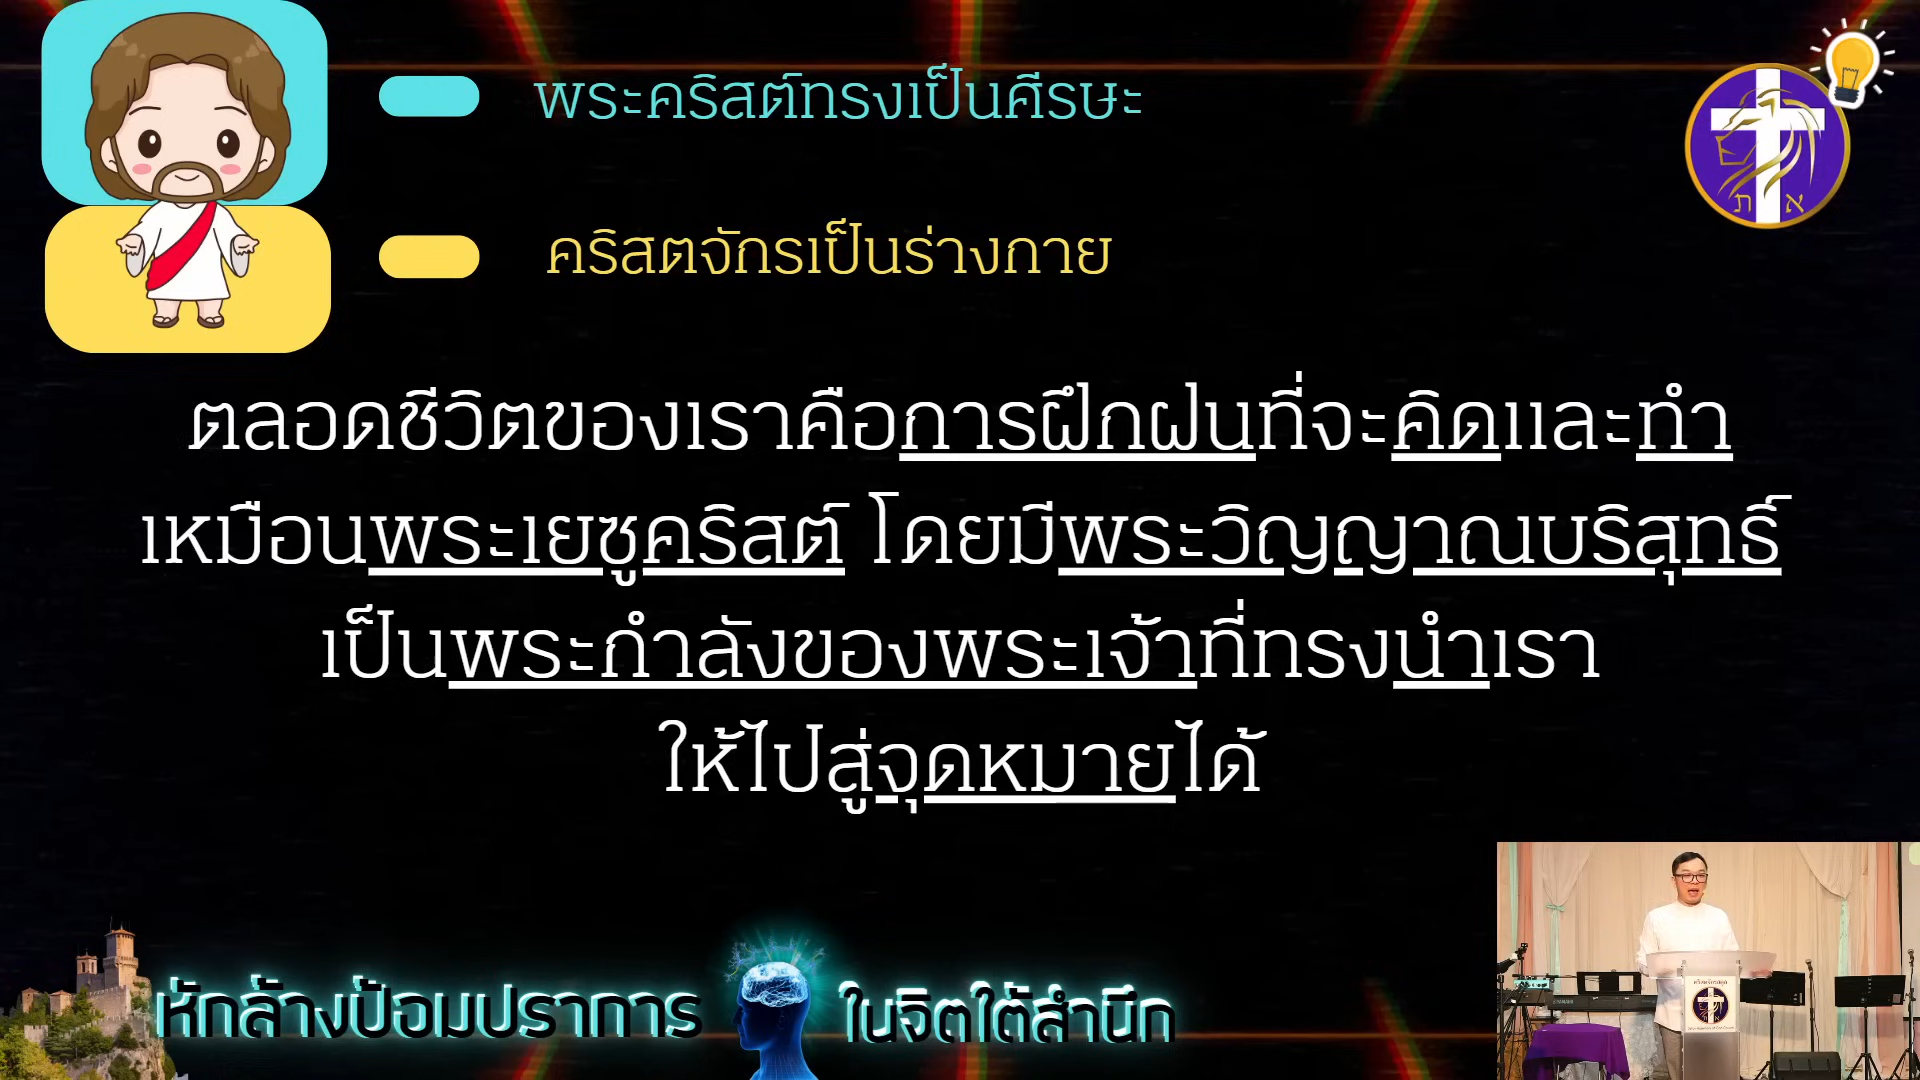 พระคริสต์ทรงเป็นศีรษะ
คริสตจักรเป็นร่างกาย
ตลอดชีวิตของเราคือการฝึกฝนที่จะคิดและทำ
เหมือนพระเยซูคริสต์ โดยมีพระวิญญาณบริสุทธิ์
เป็นพระกำลังของพระเจ้าที่ทรงนำเรา
ให้ไปสู่จุดหมายได้
หักล้างป้อมปราการ ในจิตใต้สำนึก
ת א